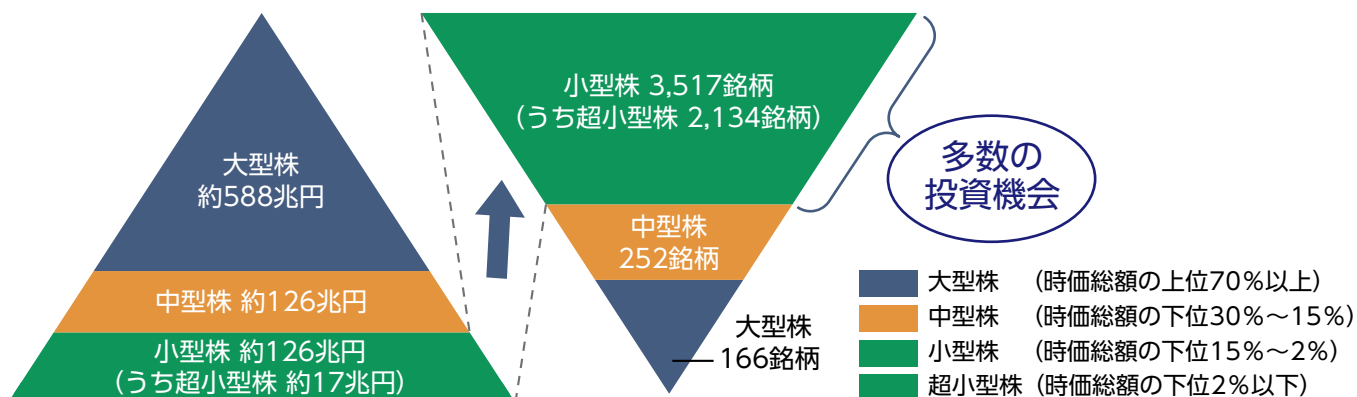 大型株
約588兆円
中型株 約126兆円
小型株 約126兆円
（うち超小型株 約17兆円）
小型株 3,517銘柄
（うち超小型株 2,134銘柄）
中型株
252銘柄
大型株
166銘柄
多数の
投資機会
大型株 （時価総額の上位70％以上）
中型株 （時価総額の下位30％～15％）
小型株 （時価総額の下位15％～2％）
超小型株（時価総額の下位2％以下）